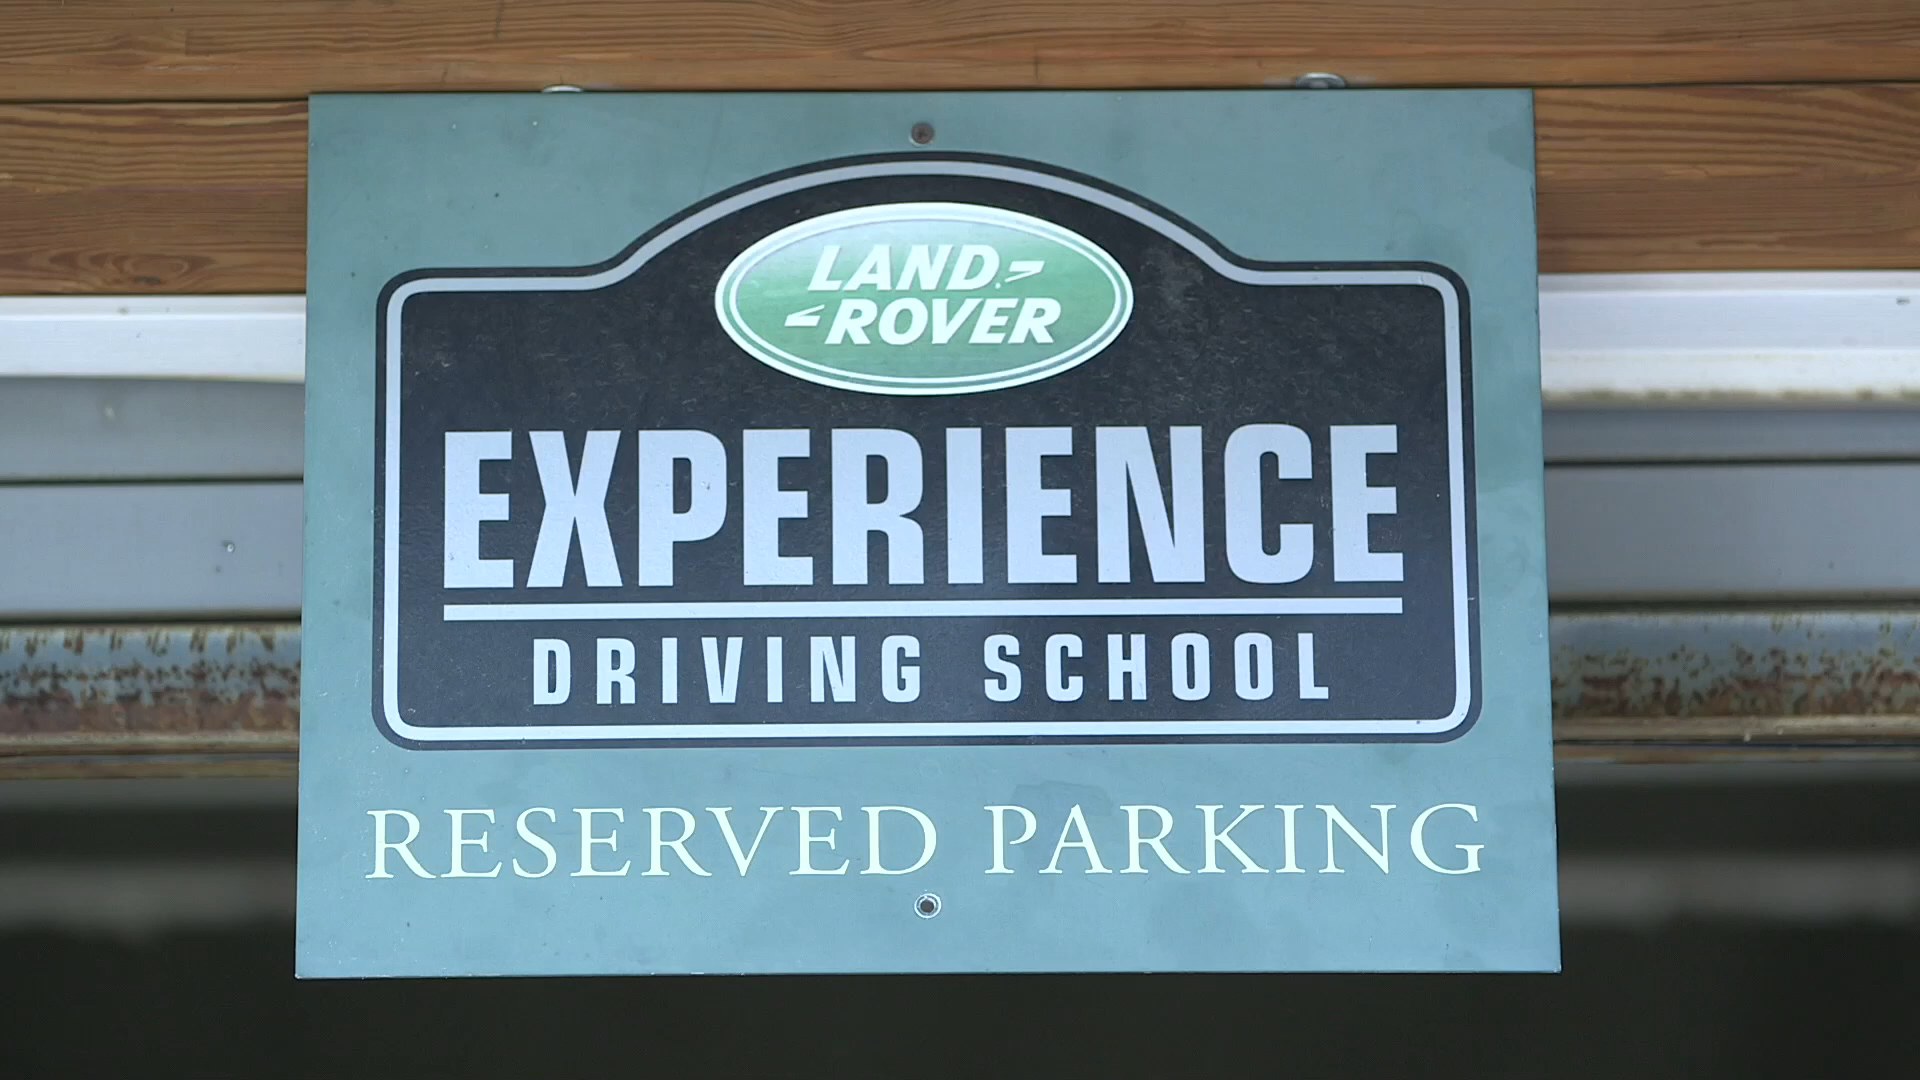 LAND
ROVER
EXPERIENCE
DRIVING SCHOOL
RESERVED PARKING